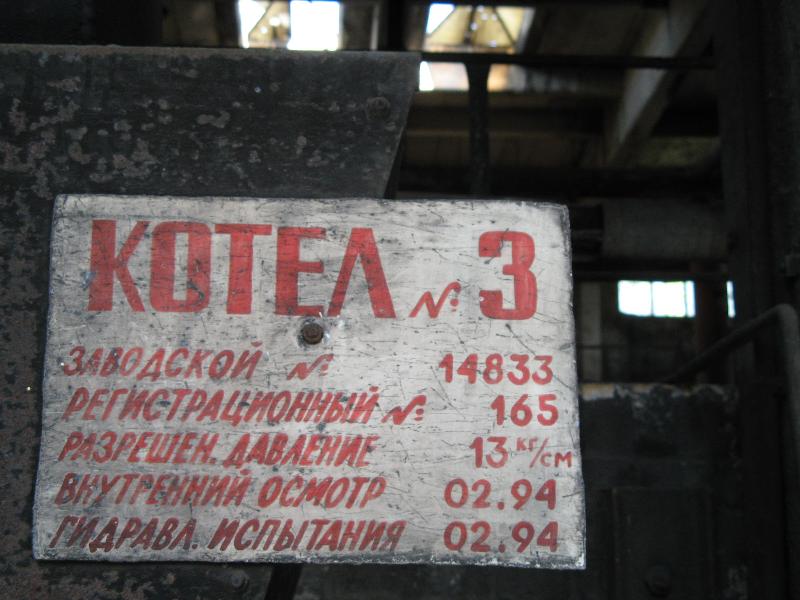 КОТЕЛ № 3
ЗАВОДСКОЙ № 14833
РЕГИСТРАЦИОННЫЙ № 165
РАЗРЕШЕН. ДАВЛЕНИЕ 13 кг/см
ВНУТРЕННИЙ ОСМОТР 02.94
ГИДРАВЛ. ИСПЫТАНИЯ 02.94